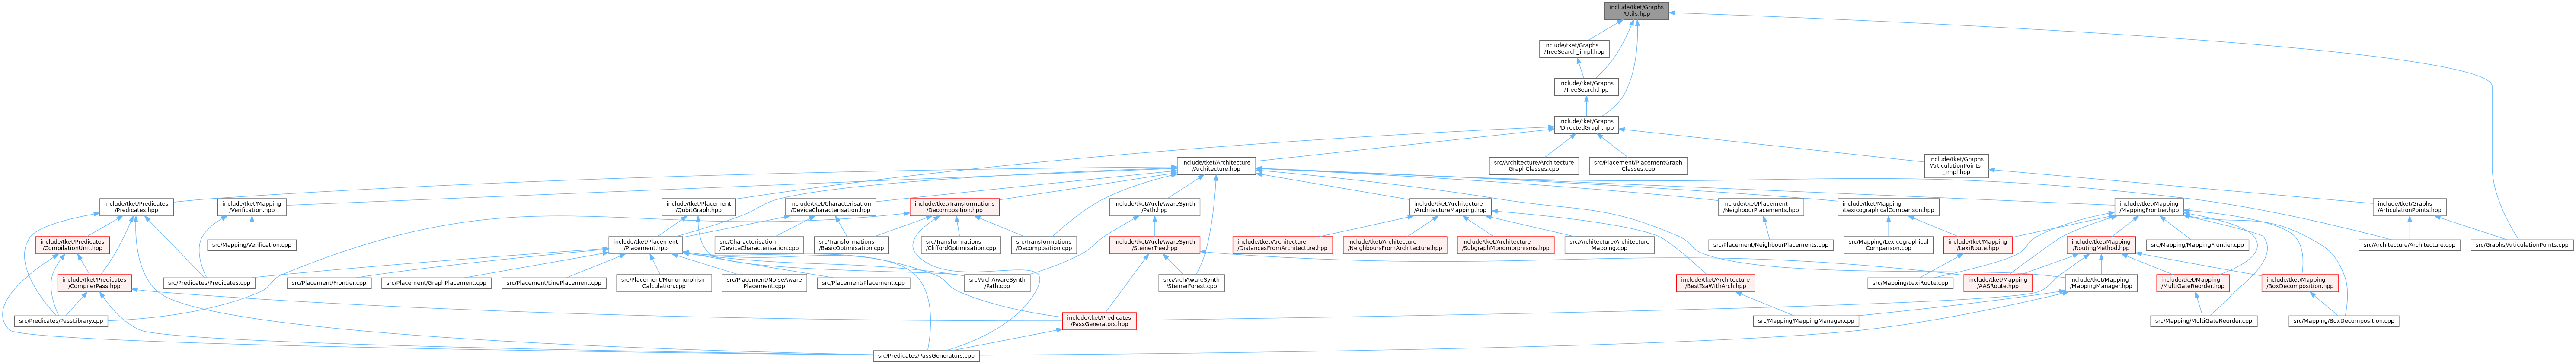 include/tket/Graphs
/Utils.hpp
include/tket/Graphs
/TreeSearch_impl.hpp
include/tket/Graphs
/TreeSearch.hpp
include/tket/Graphs
/DirectedGraph.hpp
include/tket/Architecture
/Architecture.hpp
src/Architecture/Architecture
GraphClasses.cpp
src/Placement/PlacementGraph
Classes.cpp
include/tket/Graphs
/ArticulationPoints
_impl.hpp
include/tket/Predicates
/Predicates.hpp
include/tket/Mapping
/Verification.hpp
include/tket/Placement
/QubitGraph.hpp
include/tket/Characterisation
/DeviceCharacterisation.hpp
include/tket/Transformations
/Decomposition.hpp
include/tket/ArchAwareSynth
/Path.hpp
include/tket/Architecture
/ArchitectureMapping.hpp
include/tket/Placement
/NeighbourPlacements.hpp
include/tket/Mapping
/LexicographicalComparison.hpp
include/tket/Mapping
/MappingFrontier.hpp
include/tket/Graphs
/ArticulationPoints.hpp
include/tket/Predicates
/CompilationUnit.hpp
src/Mapping/Verification.cpp
include/tket/Placement
/Placement.hpp
src/Characterisation
/DeviceCharacterisation.cpp
src/Transformations
/BasicOptimisation.cpp
src/Transformations
/CliffordOptimisation.cpp
src/Transformations
/Decomposition.cpp
include/tket/ArchAwareSynth
/SteinerTree.hpp
include/tket/Architecture
/DistancesFromArchitecture.hpp
include/tket/Architecture
/NeighboursFromArchitecture.hpp
include/tket/Architecture
/SubgraphMonomorphisms.hpp
src/Architecture/Architecture
Mapping.cpp
src/Placement/NeighbourPlacements.cpp
src/Mapping/Lexicographical
Comparison.cpp
include/tket/Mapping
/LexiRoute.hpp
include/tket/Mapping
/RoutingMethod.hpp
src/Mapping/MappingFrontier.cpp
src/Architecture/Architecture.cpp
src/Graphs/ArticulationPoints.cpp
include/tket/Predicates
/CompilerPass.hpp
src/Predicates/Predicates.cpp
src/Placement/Frontier.cpp
src/Placement/GraphPlacement.cpp
src/Placement/LinePlacement.cpp
src/Placement/Monomorphism
Calculation.cpp
src/Placement/NoiseAware
Placement.cpp
src/Placement/Placement.cpp
src/ArchAwareSynth
/Path.cpp
src/ArchAwareSynth
/SteinerForest.cpp
include/tket/Architecture
/BestTsaWithArch.hpp
src/Mapping/LexiRoute.cpp
include/tket/Mapping
/AASRoute.hpp
include/tket/Mapping
/MappingManager.hpp
include/tket/Mapping
/MultiGateReorder.hpp
include/tket/Mapping
/BoxDecomposition.hpp
src/Predicates/PassLibrary.cpp
include/tket/Predicates
/PassGenerators.hpp
src/Mapping/MappingManager.cpp
src/Mapping/MultiGateReorder.cpp
src/Mapping/BoxDecomposition.cpp
src/Predicates/PassGenerators.cpp